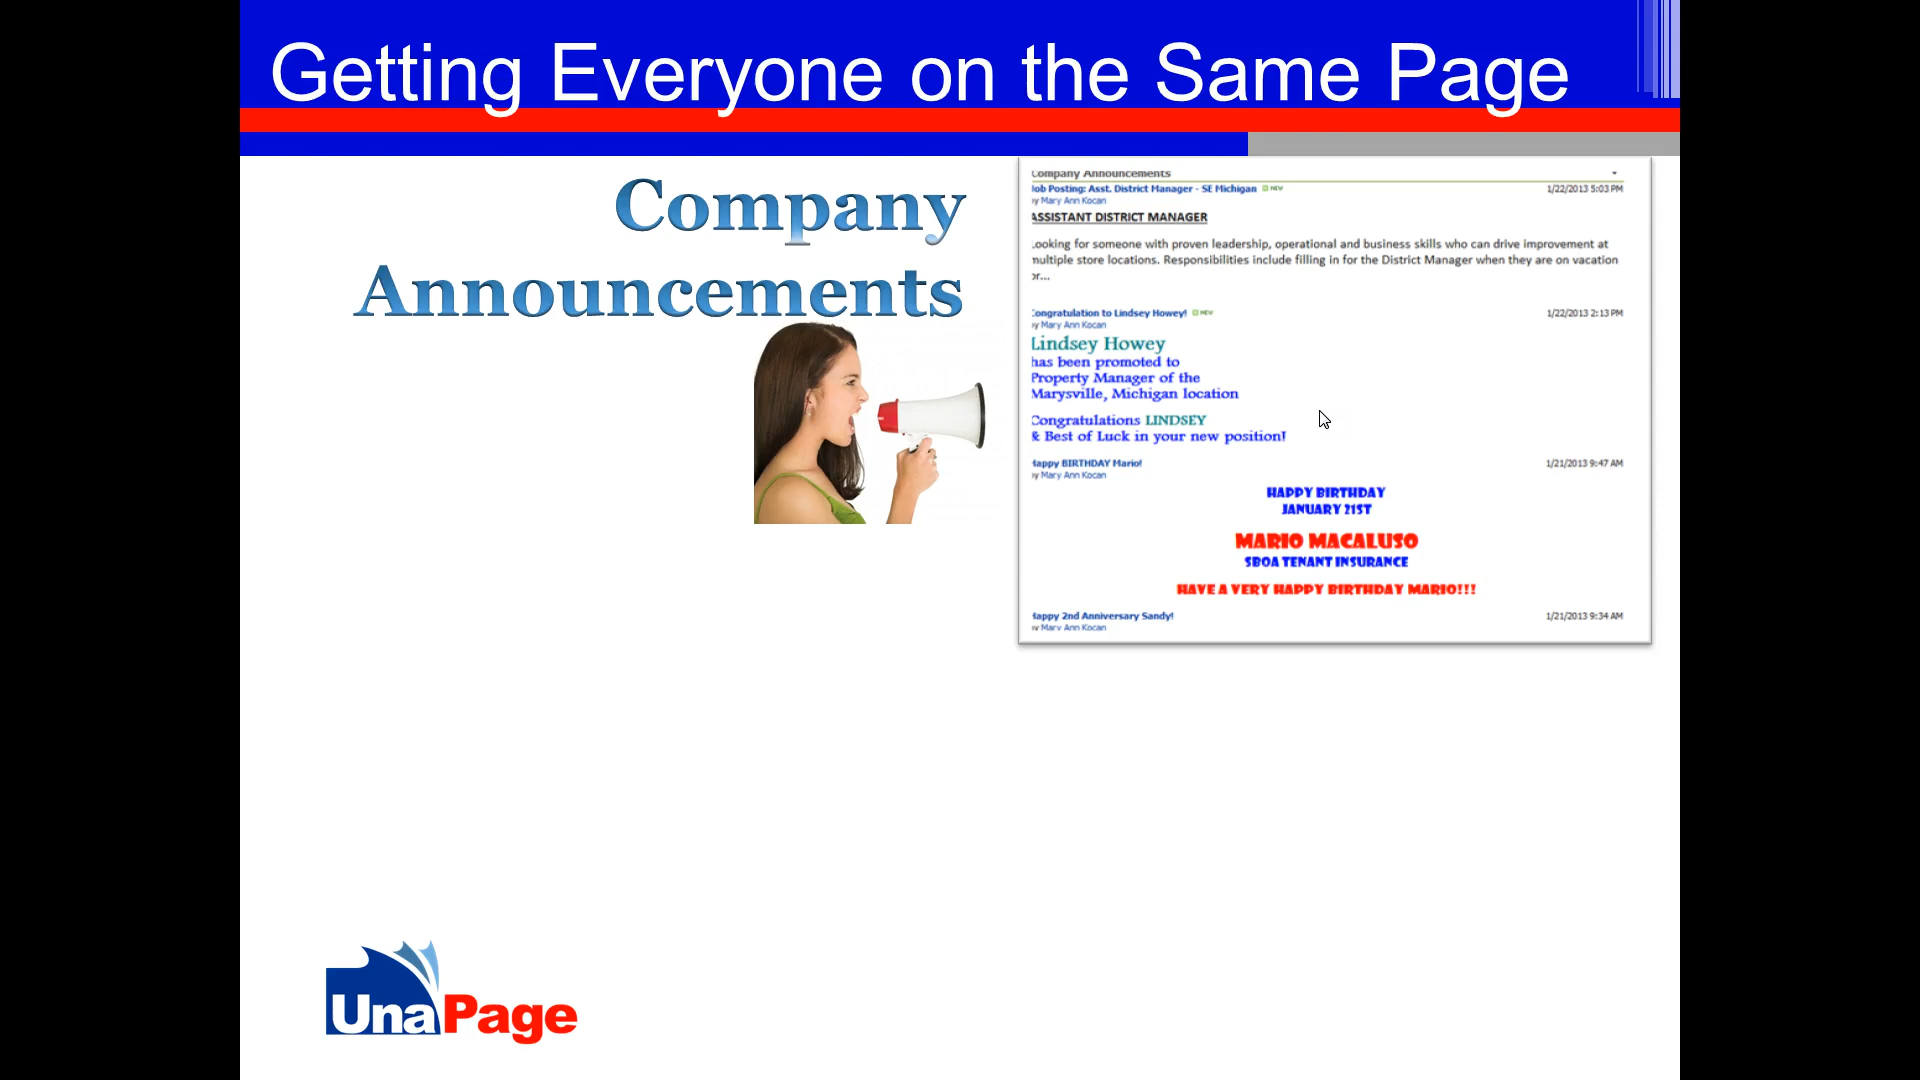 Getting Everyone on the Same Page
Company
Announcements
Company Announcements
Job Posting: Asst. District Manager - SE Michigan NEW 1/22/2013 5:03 PM
by Mary Ann Kocan
ASSISTANT DISTRICT MANAGER
Looking for someone with proven leadership, operational and business skills who can drive improvement at
multiple store locations. Responsibilities include filling in for the District Manager when they are on vacation
or...
Congratulation to Lindsey Howey! NEW 1/22/2013 2:13 PM
by Mary Ann Kocan
Lindsey Howey
has been promoted to
Property Manager of the
Marysville, Michigan location
Congratulations LINDSEY
& Best of Luck in your new position!
Happy BIRTHDAY Mario! 1/21/2013 9:47 AM
by Mary Ann Kocan
HAPPY BIRTHDAY
JANUARY 21ST
MARIO MACALUSO
SBOA TENANT INSURANCE
HAVE A VERY HAPPY BIRTHDAY MARIO!!!
Happy 2nd Anniversary Sandy! 1/21/2013 9:34 AM
by Mary Ann Kocan
UnaPage